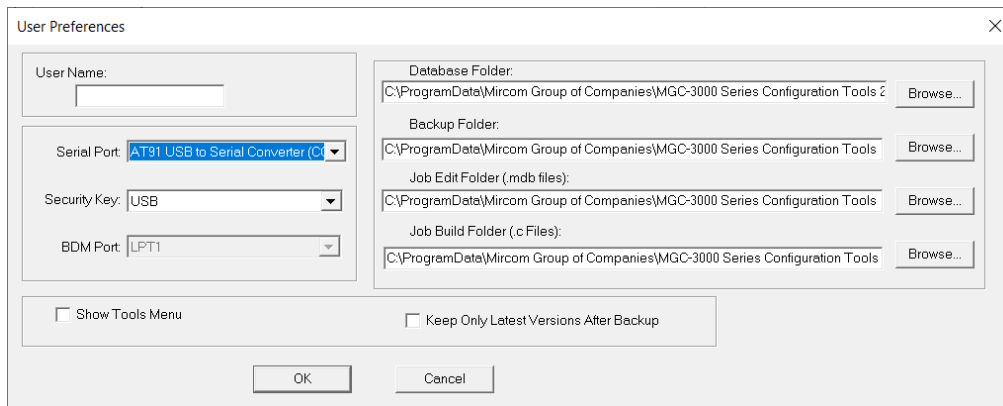 User Preferences
User Name:
Serial Port: AT91 USB to Serial Converter (C
Security Key: USB
BDM Port: LPT1
Database Folder:
C:\ProgramData\Mircom Group of Companies\MGC-3000 Series Configuration Tools 2 Browse...
Backup Folder:
C:\ProgramData\Mircom Group of Companies\MGC-3000 Series Configuration Tools Browse...
Job Edit Folder (.mdb files):
C:\ProgramData\Mircom Group of Companies\MGC-3000 Series Configuration Tools Browse...
Job Build Folder (.c Files):
C:\ProgramData\Mircom Group of Companies\MGC-3000 Series Configuration Tools Browse...
Show Tools Menu
Keep Only Latest Versions After Backup
OK
Cancel